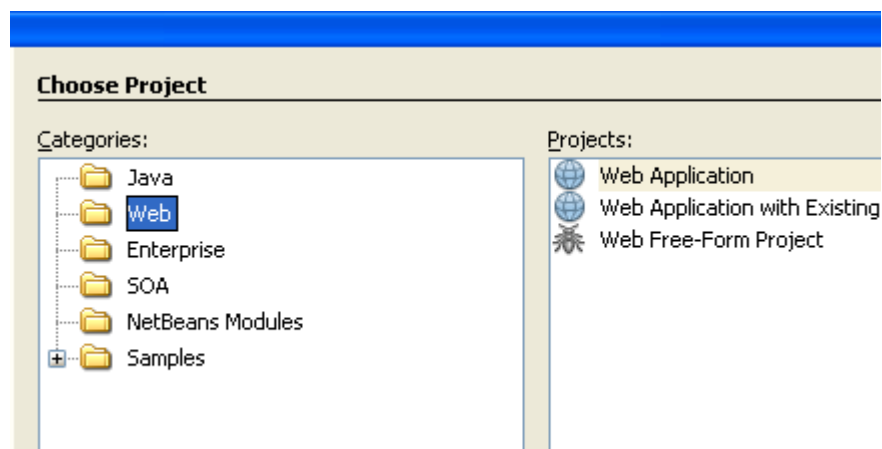 Choose Project
Categories:
Java
Web
Enterprise
SOA
NetBeans Modules
Samples
Projects:
Web Application
Web Application with Existing
Web Free-Form Project